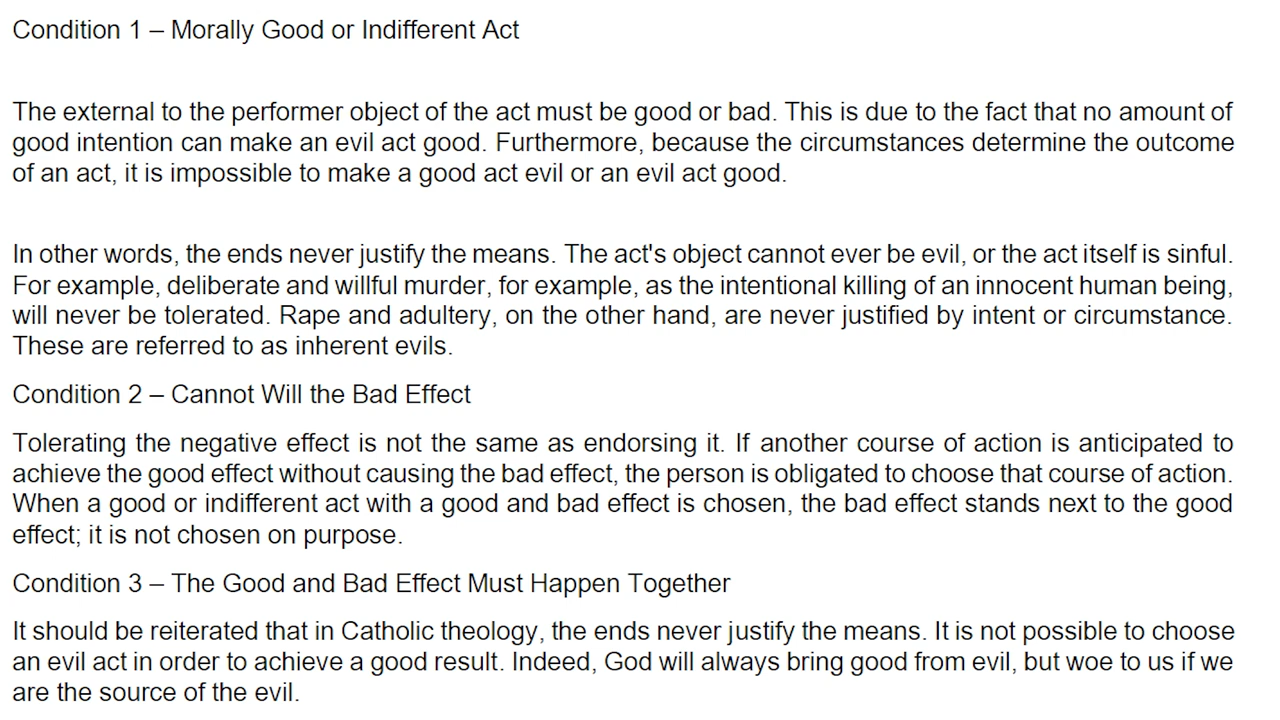 Condition 1 – Morally Good or Indifferent Act
The external to the performer object of the act must be good or bad. This is due to the fact that no amount of
good intention can make an evil act good. Furthermore, because the circumstances determine the outcome
of an act, it is impossible to make a good act evil or an evil act good.
In other words, the ends never justify the means. The act's object cannot ever be evil, or the act itself is sinful.
For example, deliberate and willful murder, for example, as the intentional killing of an innocent human being,
will never be tolerated. Rape and adultery, on the other hand, are never justified by intent or circumstance.
These are referred to as inherent evils.
Condition 2 – Cannot Will the Bad Effect
Tolerating the negative effect is not the same as endorsing it. If another course of action is anticipated to
achieve the good effect without causing the bad effect, the person is obligated to choose that course of action.
When a good or indifferent act with a good and bad effect is chosen, the bad effect stands next to the good
effect; it is not chosen on purpose.
Condition 3 – The Good and Bad Effect Must Happen Together
It should be reiterated that in Catholic theology, the ends never justify the means. It is not possible to choose
an evil act in order to achieve a good result. Indeed, God will always bring good from evil, but woe to us if we
are the source of the evil.